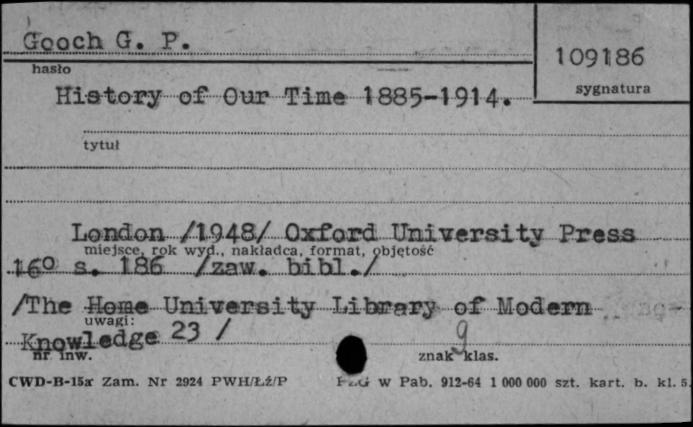 Gooch G. P.
hasło
109186
sygnatura
History of Our Time 1885-1914.
tytuł
London /1948/ Oxford University Press
miejsce, rok wyd., nakładca, format, objętość
16° s. 186 /zaw. bibl./
/The Home University Library of Modern
uwagi:
Knowledge 23 /
9
nr inw.
znak klas.
CWD-B-15a Zam. Nr 2924 PWH/Łź/P
w Pab. 912-64 1 000 000 szt. kart. b. kl. 5.